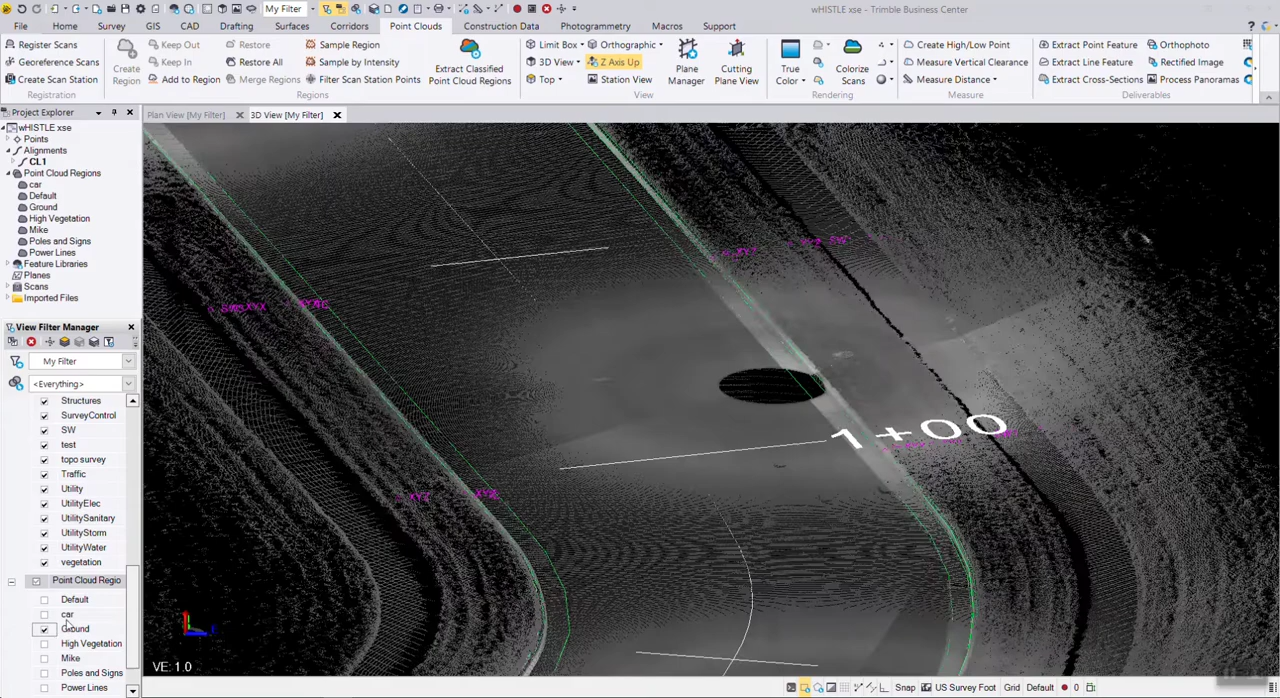 My Filter
wHISTLE xse - Trimble Business Center
File Home Survey GIS CAD Drafting Surfaces Corridors Point Clouds Construction Data Photogrammetry Macros Support
Register Scans
Georeference Scans
Create Scan Station
Registration
Create Region
Keep Out
Keep In
Add to Region
Restore
Restore All
Merge Regions
Sample Region
Sample by Intensity
Filter Scan Station Points
Extract Classified Point Cloud Regions
Regions
Limit Box
3D View
Top
Orthographic
Z Axis Up
Station View
Plane Manager
Cutting Plane View
View
True Color
Colorize Scans
Rendering
Create High/Low Point
Measure Vertical Clearance
Measure Distance
Measure
Extract Point Feature
Extract Line Feature
Extract Cross-Sections
Orthophoto
Rectified Image
Process Panoramas
Deliverables
Project Explorer
wHISTLE xse
Points
Alignments
CL1
Point Cloud Regions
car
Default
Ground
High Vegetation
Mike
Poles and Signs
Power Lines
Feature Libraries
Planes
Scans
Imported Files
View Filter Manager
My Filter
<Everything>
Structures
SurveyControl
SW
test
topo survey
Traffic
Utility
UtilityElec
UtilitySanitary
UtilityStorm
UtilityWater
vegetation
Point Cloud Regio
Default
car
Ground
High Vegetation
Mike
Poles and Signs
Power Lines
Plan View [My Filter]
3D View [My Filter]
1+00
VE: 1.0
Snap US Survey Foot Grid Default 0